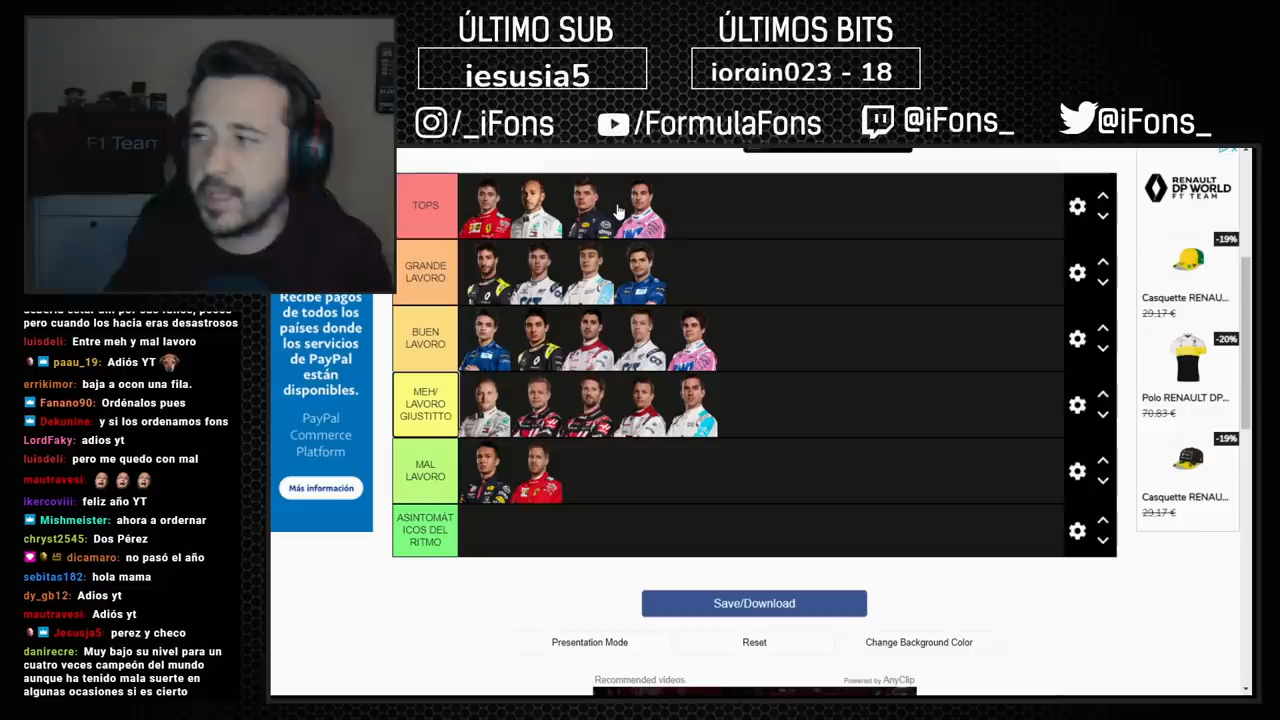 ÚLTIMO SUB
iesusia5
ÚLTIMOS BITS
iorain023 - 18
/_iFons
/FormulaFons
@iFons_
@iFons_
F1 Team
TOPS
GRANDE
LAVORO
BUEN
LAVORO
MEH/
LAVORO
GIUSTITTO
MAL
LAVORO
ASINTOMÁT
ICOS DEL
RITMO
Save/Download
Presentation Mode
Reset
Change Background Color
Recommended videos
Powered by AnyClip
RENAULT
DP WORLD
F1 TEAM
-19%
Casquette RENAU...
29.17 €
-20%
Polo RENAULT DP...
70.83 €
-19%
Casquette RENAU...
29.17 €
Recibe pagos
de todos los
países donde
los servicios
de PayPal
están
disponibles.
PayPal
Commerce
Platform
Más información
pero cuando los hacia eras desastrosos
luisdeli: Entre meh y mal lavoro
paau_19: Adiós YT
errikimor: baja a ocon una fila.
Fanano90: Ordénalos pues
Dekunine: y si los ordenamos fons
LordFaky: adios yt
luisdeli: pero me quedo con mal
mautravesi:
ikercoviii: feliz año YT
Mishmeister: ahora a ordernar
chryst2545: Dos Pérez
dicamaro: no pasó el año
sebitas182: hola mama
dy_gb12: Adios yt
mautravesi: Adiós yt
Jesusja5: perez y checo
danirecre: Muy bajo su nivel para un
cuatro veces campeón del mundo
aunque ha tenido mala suerte en
algunas ocasiones si es cierto